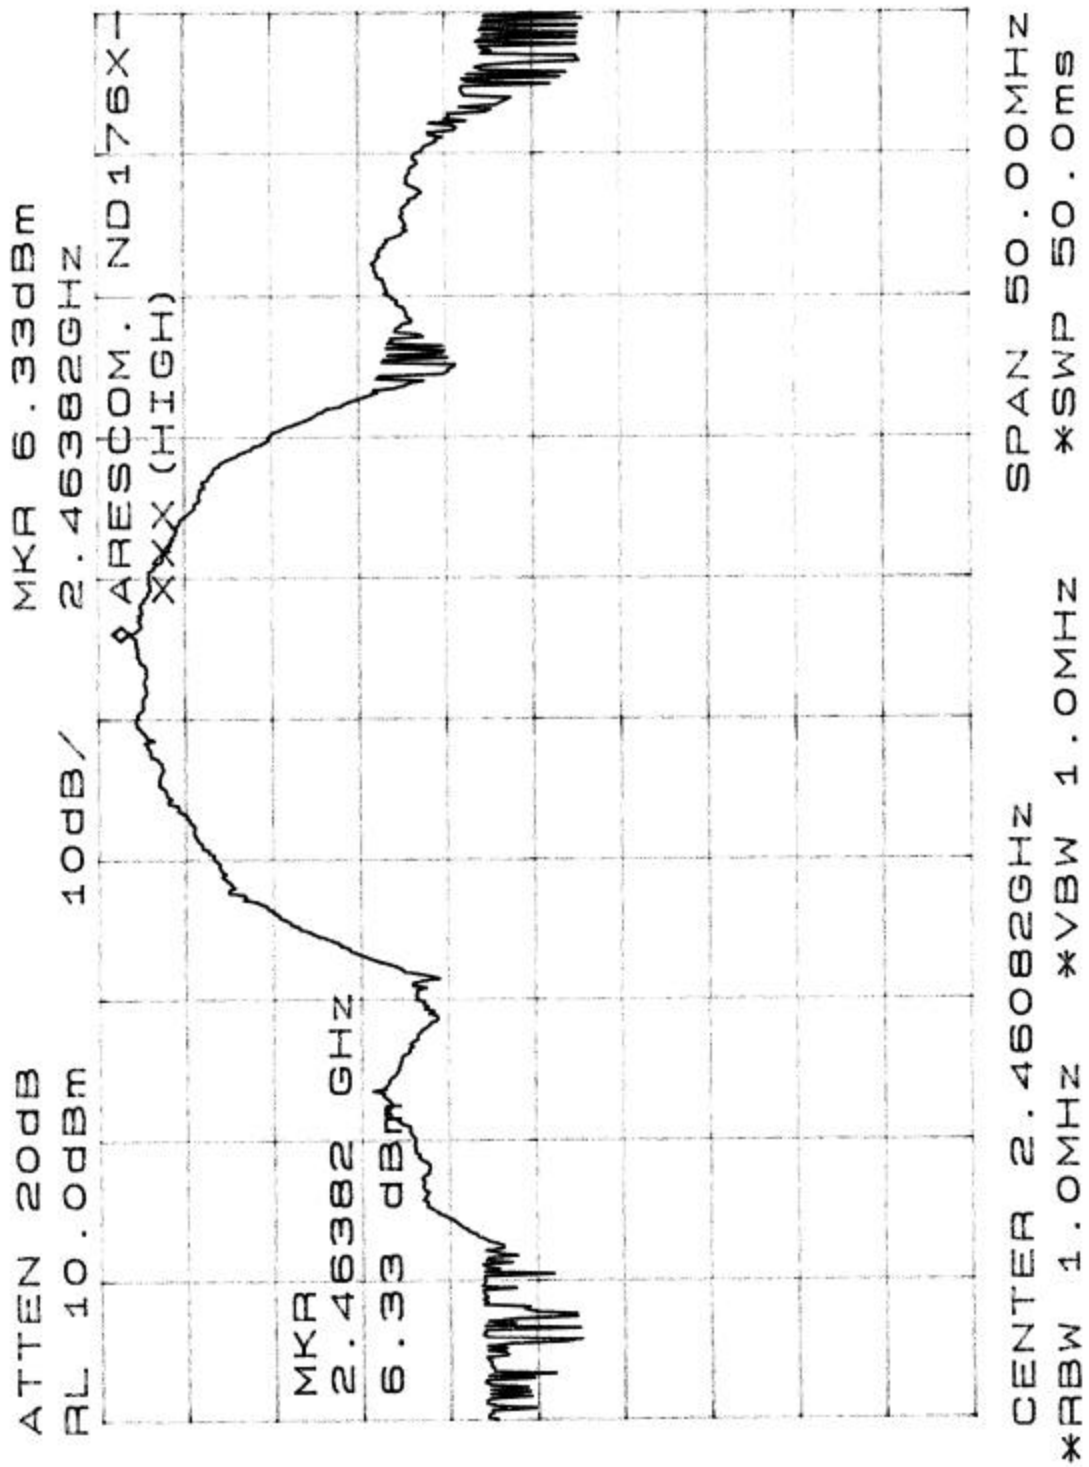 ATTEN 20dB MKR 6.33dBm
RL 10.0dBm 10dB/ 2.46382GHz
ARESCOM. ND176X-
XXX (HIGH)
MKR
2.46382 GHz
6.33 dBm
CENTER 2.46082GHz SPAN 50.00MHz
*RBW 1.0MHz *VBW 1.0MHz *SWP 50.0ms